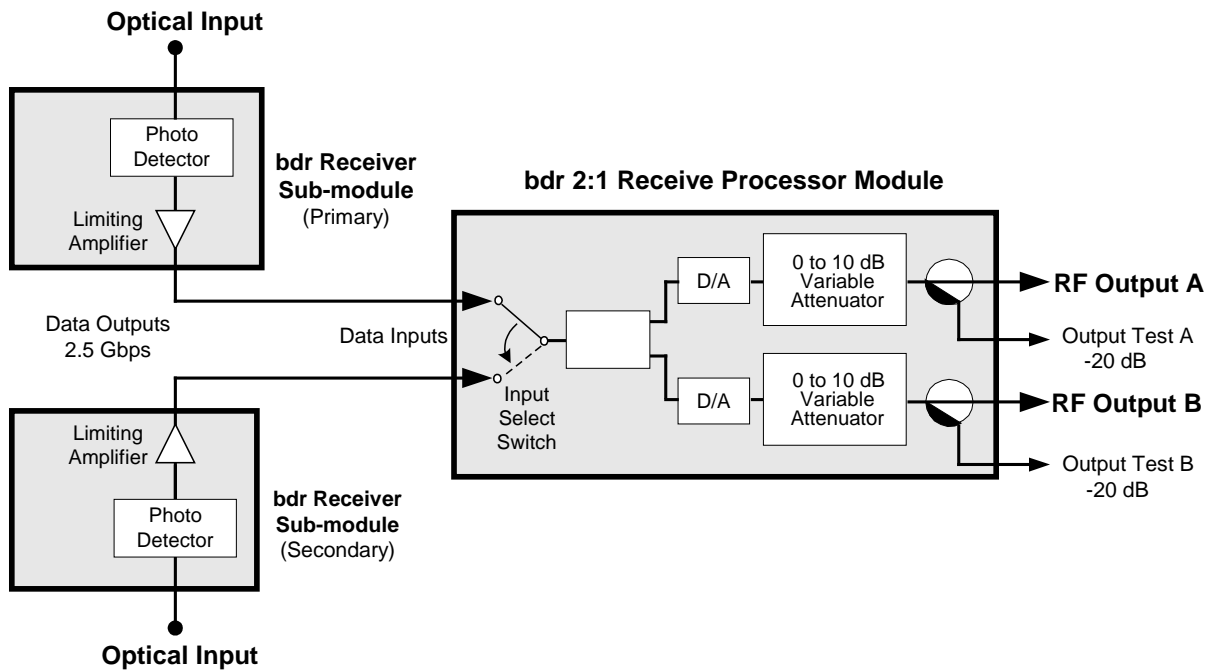 Optical Input
Photo
Detector
Limiting
Amplifier
bdr Receiver
Sub-module
(Primary)
Data Outputs
2.5 Gbps
bdr 2:1 Receive Processor Module
Data Inputs
Input
Select
Switch
D/A
0 to 10 dB
Variable
Attenuator
RF Output A
Output Test A
-20 dB
D/A
0 to 10 dB
Variable
Attenuator
RF Output B
Output Test B
-20 dB
Limiting
Amplifier
Photo
Detector
bdr Receiver
Sub-module
(Secondary)
Optical Input